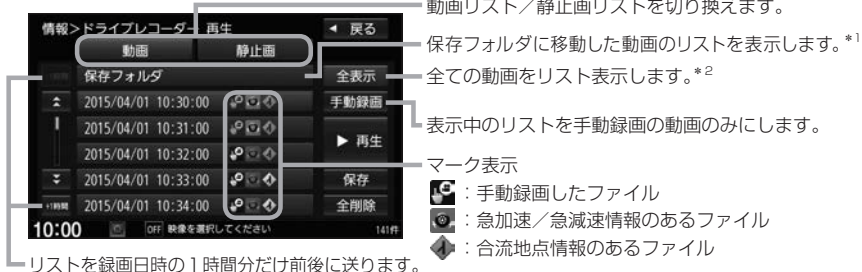 動画リスト／静止画リストを切り換えます。
情報>ドライブレコーダー 再生
◀ 戻る
動画 静止画
保存フォルダに移動した動画のリストを表示します。*1
保存フォルダ 全表示
全ての動画をリスト表示します。*2
2015/04/01 10:30:00 手動録画
2015/04/01 10:31:00
表示中のリストを手動録画の動画のみにします。
▶ 再生
2015/04/01 10:32:00
マーク表示
2015/04/01 10:33:00 保存
：手動録画したファイル
+1時間 2015/04/01 10:34:00 全削除
：急加速／急減速情報のあるファイル
10:00 OFF 映像を選択してください 141件
：合流地点情報のあるファイル
リストを録画日時の1時間分だけ前後に送ります。